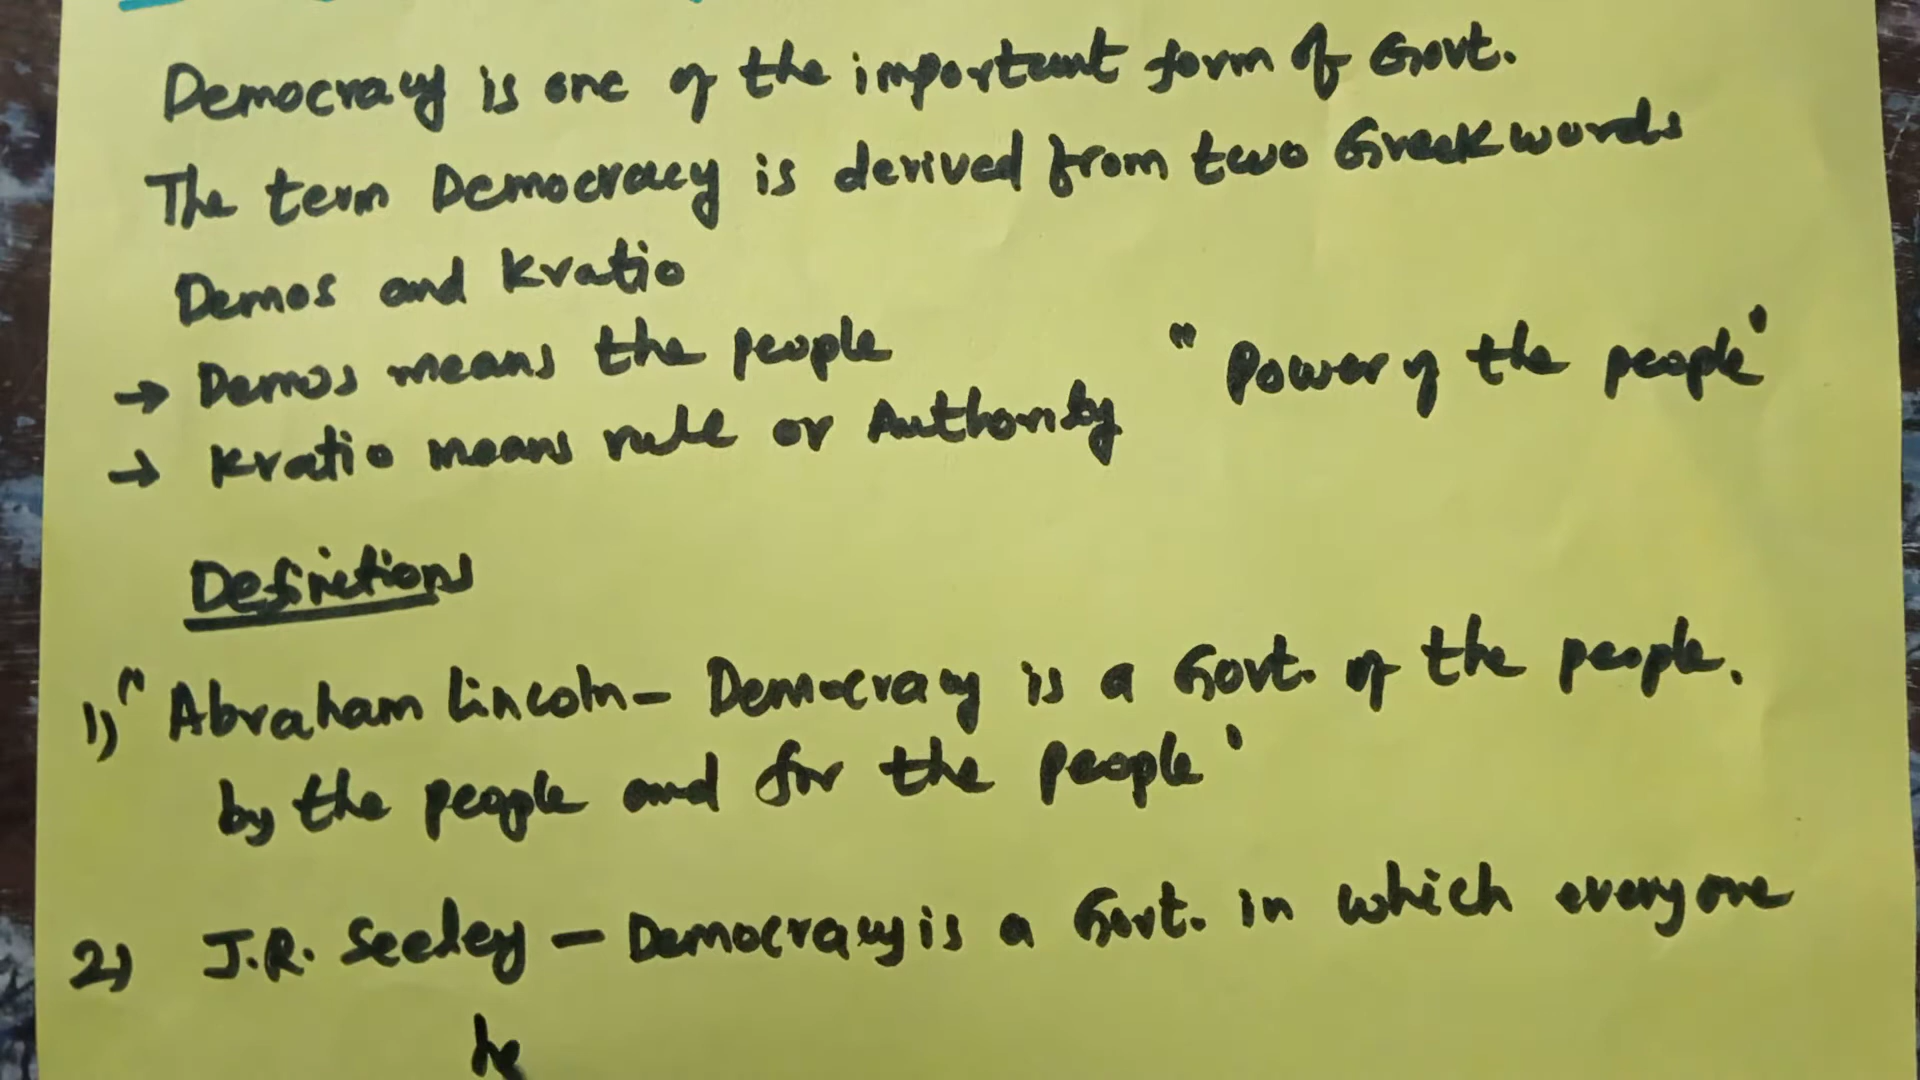 Democracy is one of the important form of Govt.
The term Democracy is derived from two Greek words
Demos and Kratio
→ Demos means the people
→ Kratio means rule or Authority
"Power of the people"
Definitions
1) "Abraham Lincoln - Democracy is a Govt. of the people.
by the people and for the people"
2) J.R. Seeley - Democracy is a Govt. in which everyone
he